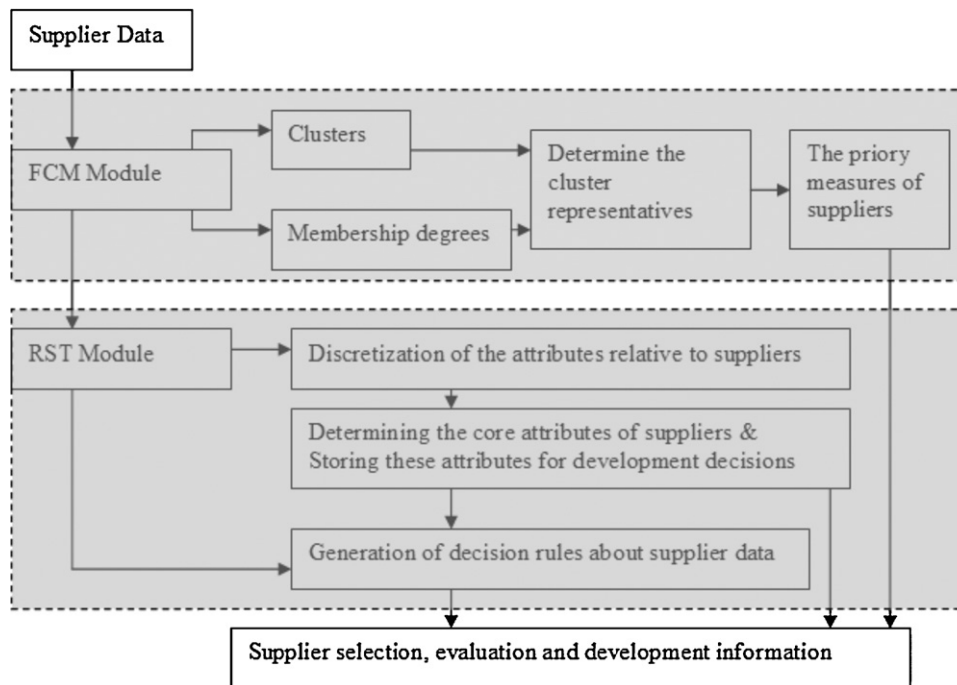 Supplier Data
Clusters
FCM Module
Membership degrees
Determine the
cluster
representatives
The priory
measures of
suppliers
RST Module
Discretization of the attributes relative to suppliers
Determining the core attributes of suppliers &
Storing these attributes for development decisions
Generation of decision rules about supplier data
Supplier selection, evaluation and development information